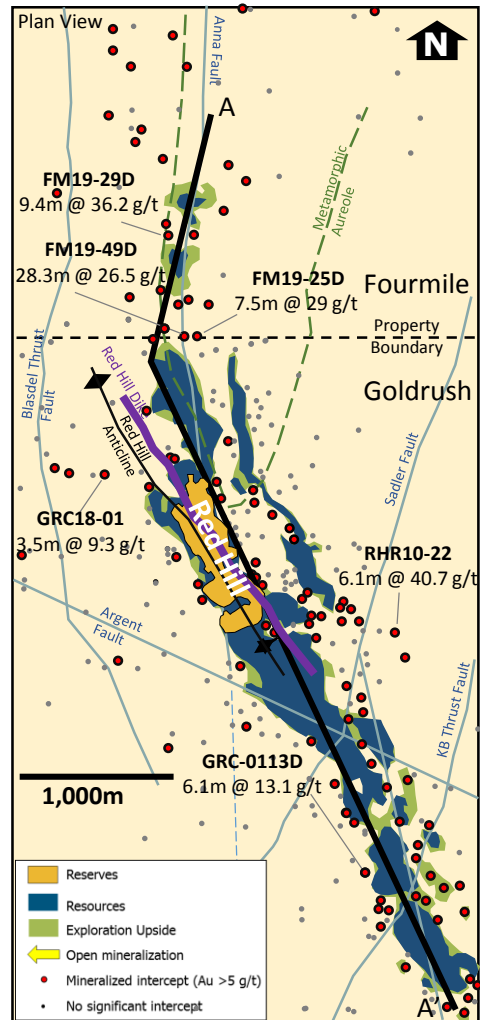 Plan View
N
Anna Fault
A
FM19-29D
9.4m @ 36.2 g/t
Metamorphic
Aureole
FM19-49D
28.3m @ 26.5 g/t
FM19-25D
7.5m @ 29 g/t
Fourmile
Property
Boundary
Goldrush
Blasdel Thrust
Fault
Red Hill Dike
Red Hill
Anticline
Sadler Fault
GRC18-01
3.5m @ 9.3 g/t
Red Hill
RHR10-22
6.1m @ 40.7 g/t
Argent
Fault
KB Thrust Fault
GRC-0113D
6.1m @ 13.1 g/t
1,000m
Reserves
Resources
Exploration Upside
Open mineralization
Mineralized intercept (Au >5 g/t)
No significant intercept
A'